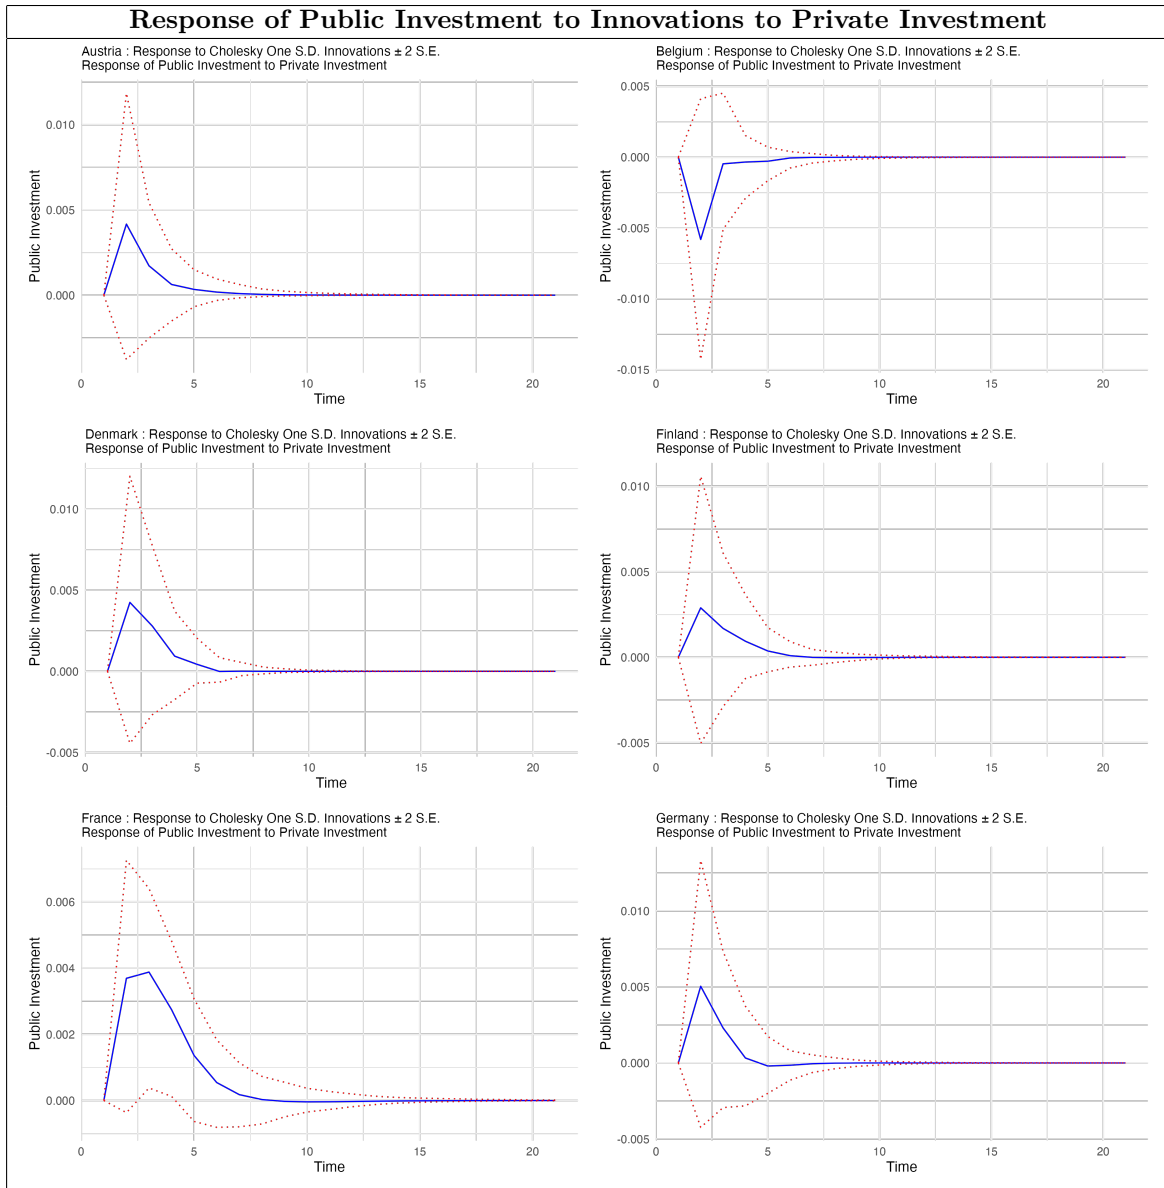 Response of Public Investment to Innovations to Private Investment
Austria : Response to Cholesky One S.D. Innovations ± 2 S.E.
Response of Public Investment to Private Investment
Public Investment
0.010
0.005
0.000
0
5
10
15
20
Time
Belgium : Response to Cholesky One S.D. Innovations ± 2 S.E.
Response of Public Investment to Private Investment
Public Investment
0.005
0.000
-0.005
-0.010
-0.015
0
5
10
15
20
Time
Denmark : Response to Cholesky One S.D. Innovations ± 2 S.E.
Response of Public Investment to Private Investment
Public Investment
0.010
0.005
0.000
-0.005
0
5
10
15
20
Time
Finland : Response to Cholesky One S.D. Innovations ± 2 S.E.
Response of Public Investment to Private Investment
Public Investment
0.010
0.005
0.000
-0.005
0
5
10
15
20
Time
France : Response to Cholesky One S.D. Innovations ± 2 S.E.
Response of Public Investment to Private Investment
Public Investment
0.006
0.004
0.002
0.000
0
5
10
15
20
Time
Germany : Response to Cholesky One S.D. Innovations ± 2 S.E.
Response of Public Investment to Private Investment
Public Investment
0.010
0.005
0.000
-0.005
0
5
10
15
20
Time